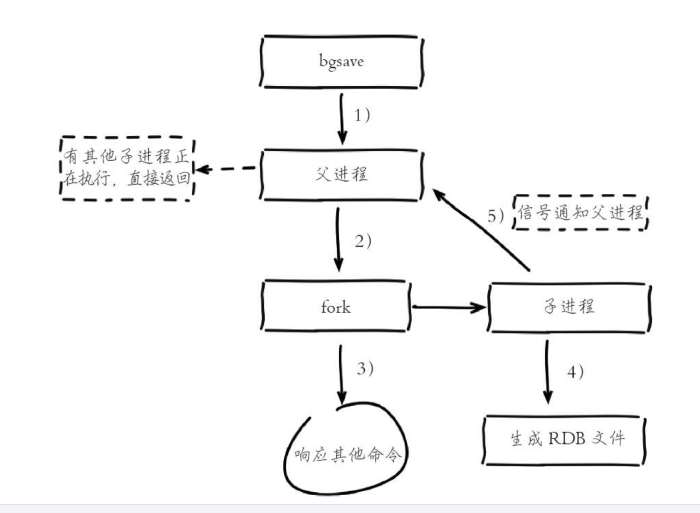 bgsave
1）
有其他子进程正
在执行，直接返回
父进程
5）
信号通知父进程
2）
fork
子进程
3）
4）
响应其他命令
生成 RDB 文件